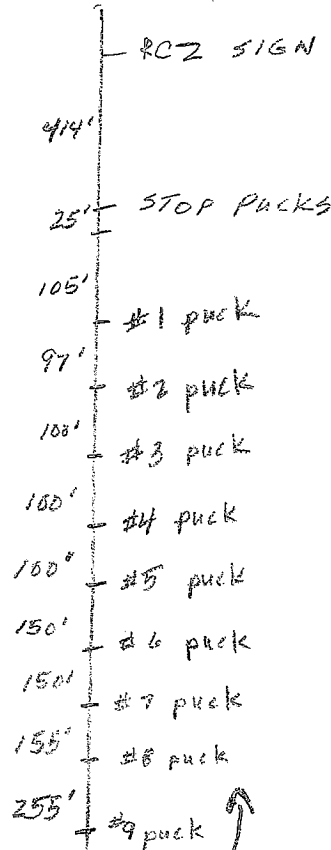 RCZ SIGN
414'
STOP PUCKS
25'
105'
#1 puck
97'
#2 puck
100'
#3 puck
100'
#4 puck
100'
#5 puck
150'
#6 puck
150'
#7 puck
155'
#8 puck
255'
#9 puck